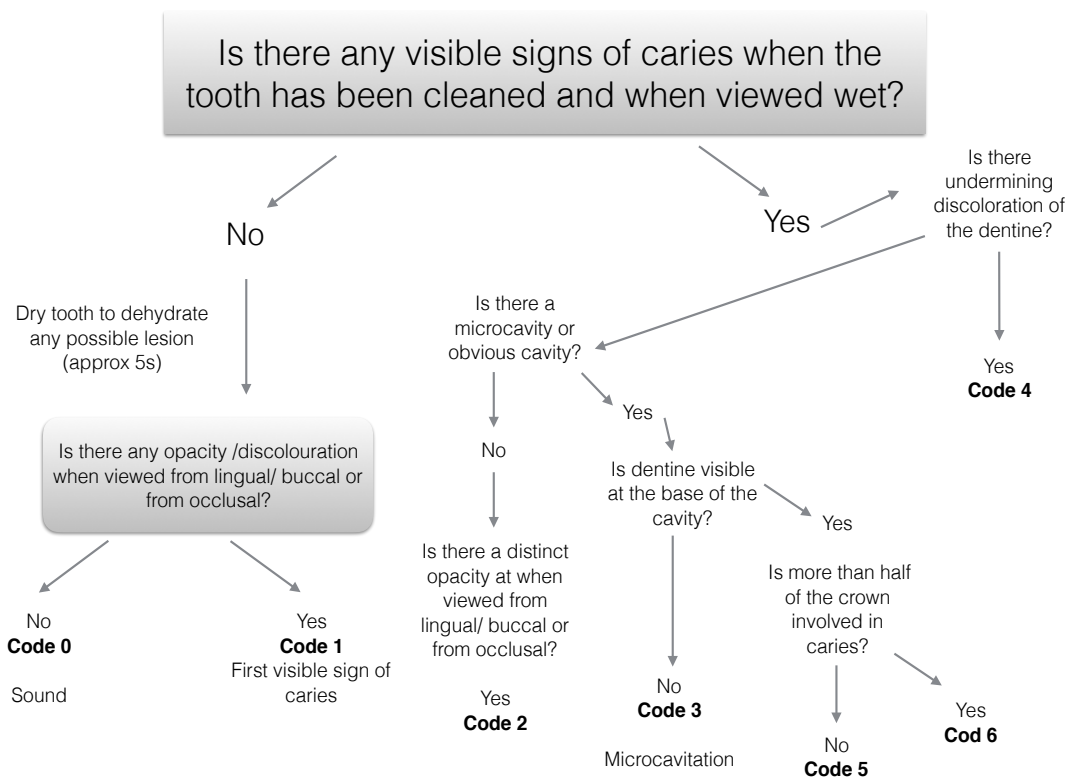 Is there any visible signs of caries when the
tooth has been cleaned and when viewed wet?
No
Yes
Is there
undermining
discoloration of
the dentine?
Yes
Code 4
Dry tooth to dehydrate
any possible lesion
(approx 5s)
Is there any opacity /discolouration
when viewed from lingual/ buccal or
from occlusal?
No
Code 0
Sound
Yes
Code 1
First visible sign of
caries
Is there a
microcavity or
obvious cavity?
No
Is there a distinct
opacity at when
viewed from
lingual/ buccal or
from occlusal?
Yes
Code 2
Yes
Is dentine visible
at the base of the
cavity?
No
Code 3
Microcavitation
Yes
Is more than half
of the crown
involved in
caries?
No
Code 5
Yes
Cod 6